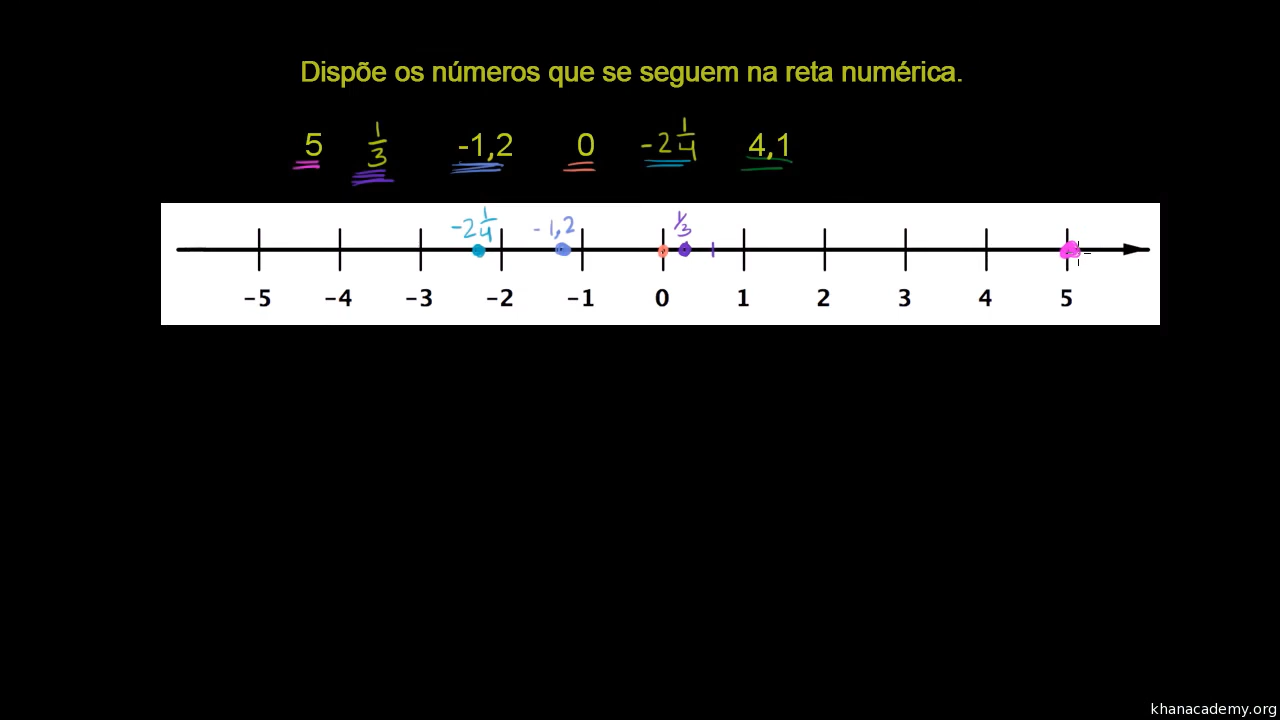 Dispõe os números que se seguem na reta numérica.
5 1/3 -1,2 0 -2 1/4 4,1
-2 1/4 -1,2 1/3
-5 -4 -3 -2 -1 0 1 2 3 4 5
khanacademy.org